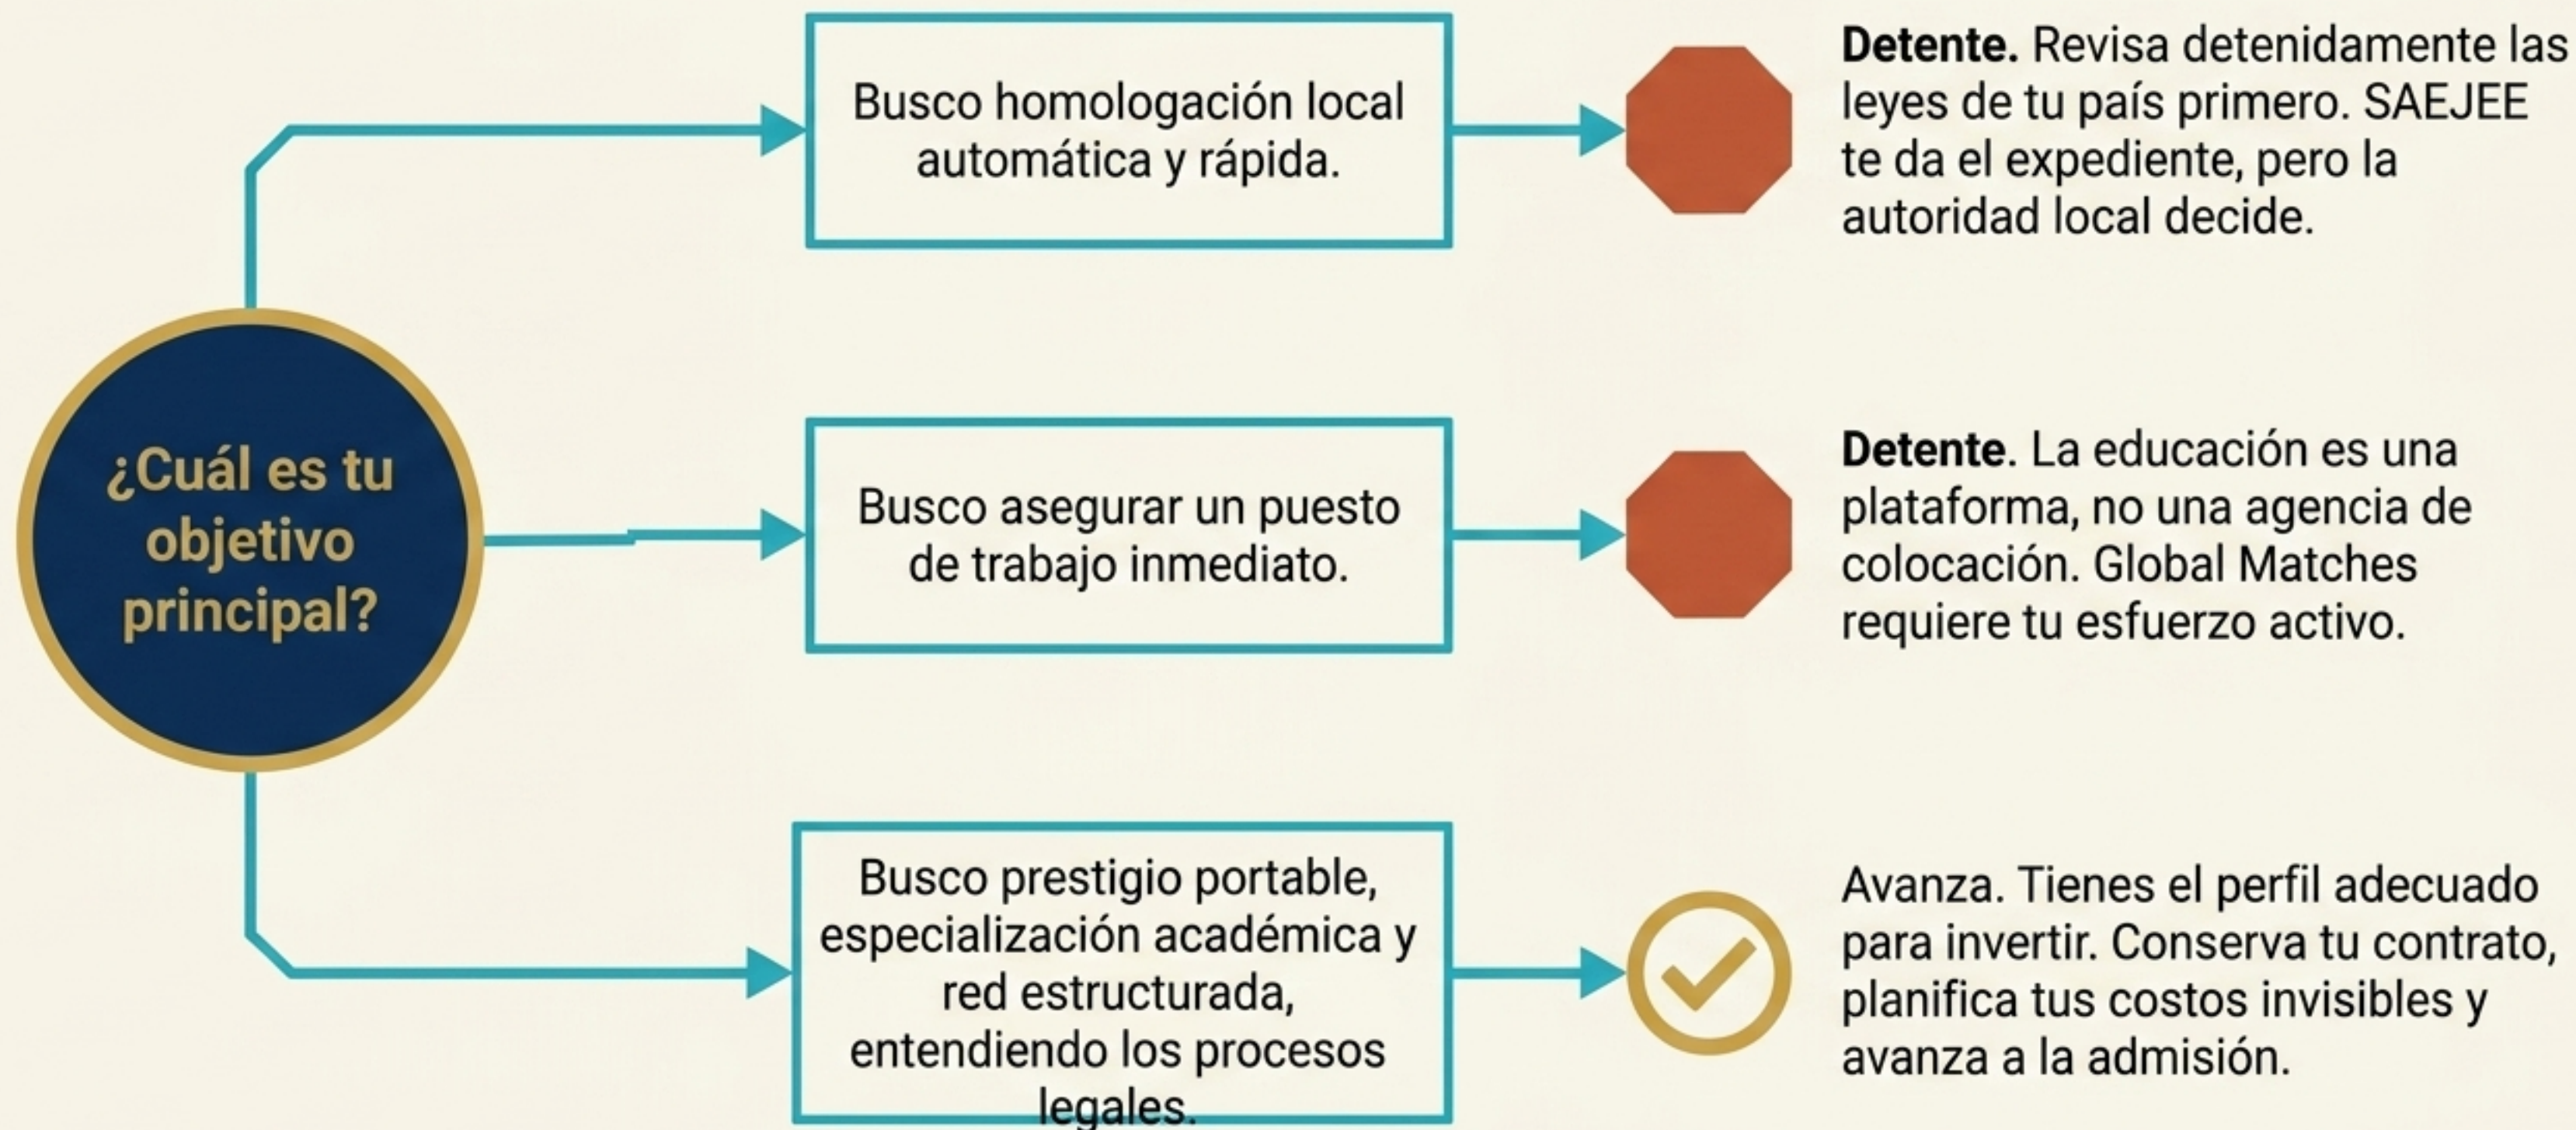 ¿Cuál es tu
objetivo
principal?
Busco homologación local
automática y rápida.
Detente. Revisa detenidamente las
leyes de tu país primero. SAEJEE
te da el expediente, pero la
autoridad local decide.
Busco asegurar un puesto
de trabajo inmediato.
Detente. La educación es una
plataforma, no una agencia de
colocación. Global Matches
requiere tu esfuerzo activo.
Busco prestigio portable,
especialización académica y
red estructurada,
entendiendo los procesos
legales.
Avanza. Tienes el perfil adecuado
para invertir. Conserva tu contrato,
planifica tus costos invisibles y
avanza a la admisión.